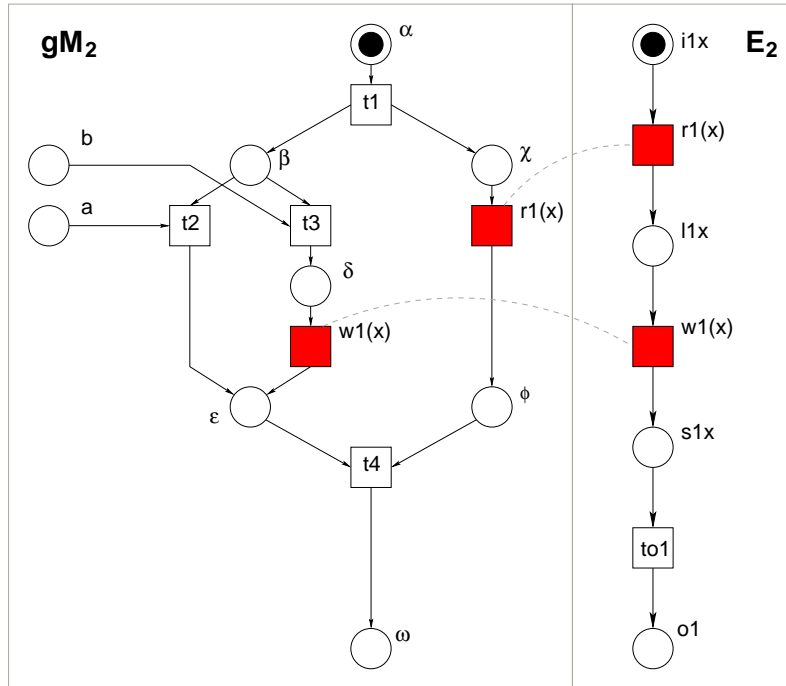 gM2
α
i1x
E2
t1
r1(x)
b
β
χ
a
t2
t3
r1(x)
l1x
δ
w1(x)
w1(x)
ε
ϕ
s1x
t4
to1
ω
o1